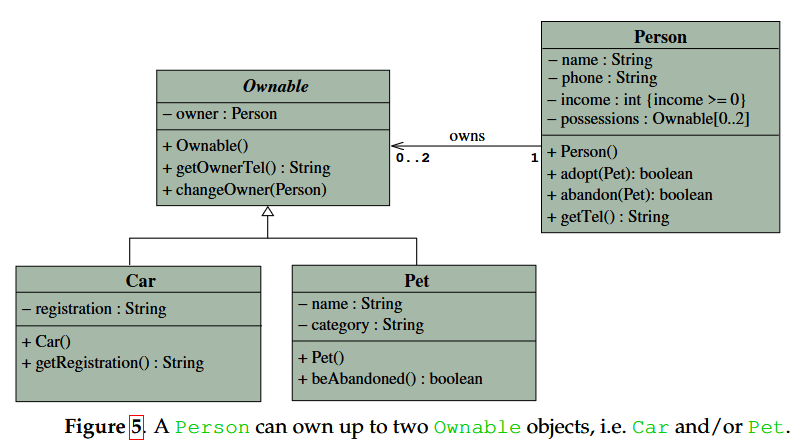 Person
– name : String
– phone : String
– income : int {income >= 0}
– possessions : Ownable[0..2]
+ Person()
+ adopt(Pet): boolean
+ abandon(Pet): boolean
+ getTel() : String
Ownable
– owner : Person
+ Ownable()
+ getOwnerTel() : String
+ changeOwner(Person)
owns
0..2
1
Car
– registration : String
+ Car()
+ getRegistration() : String
Pet
– name : String
– category : String
+ Pet()
+ beAbandoned() : boolean
Figure 5. A Person can own up to two Ownable objects, i.e. Car and/or Pet.